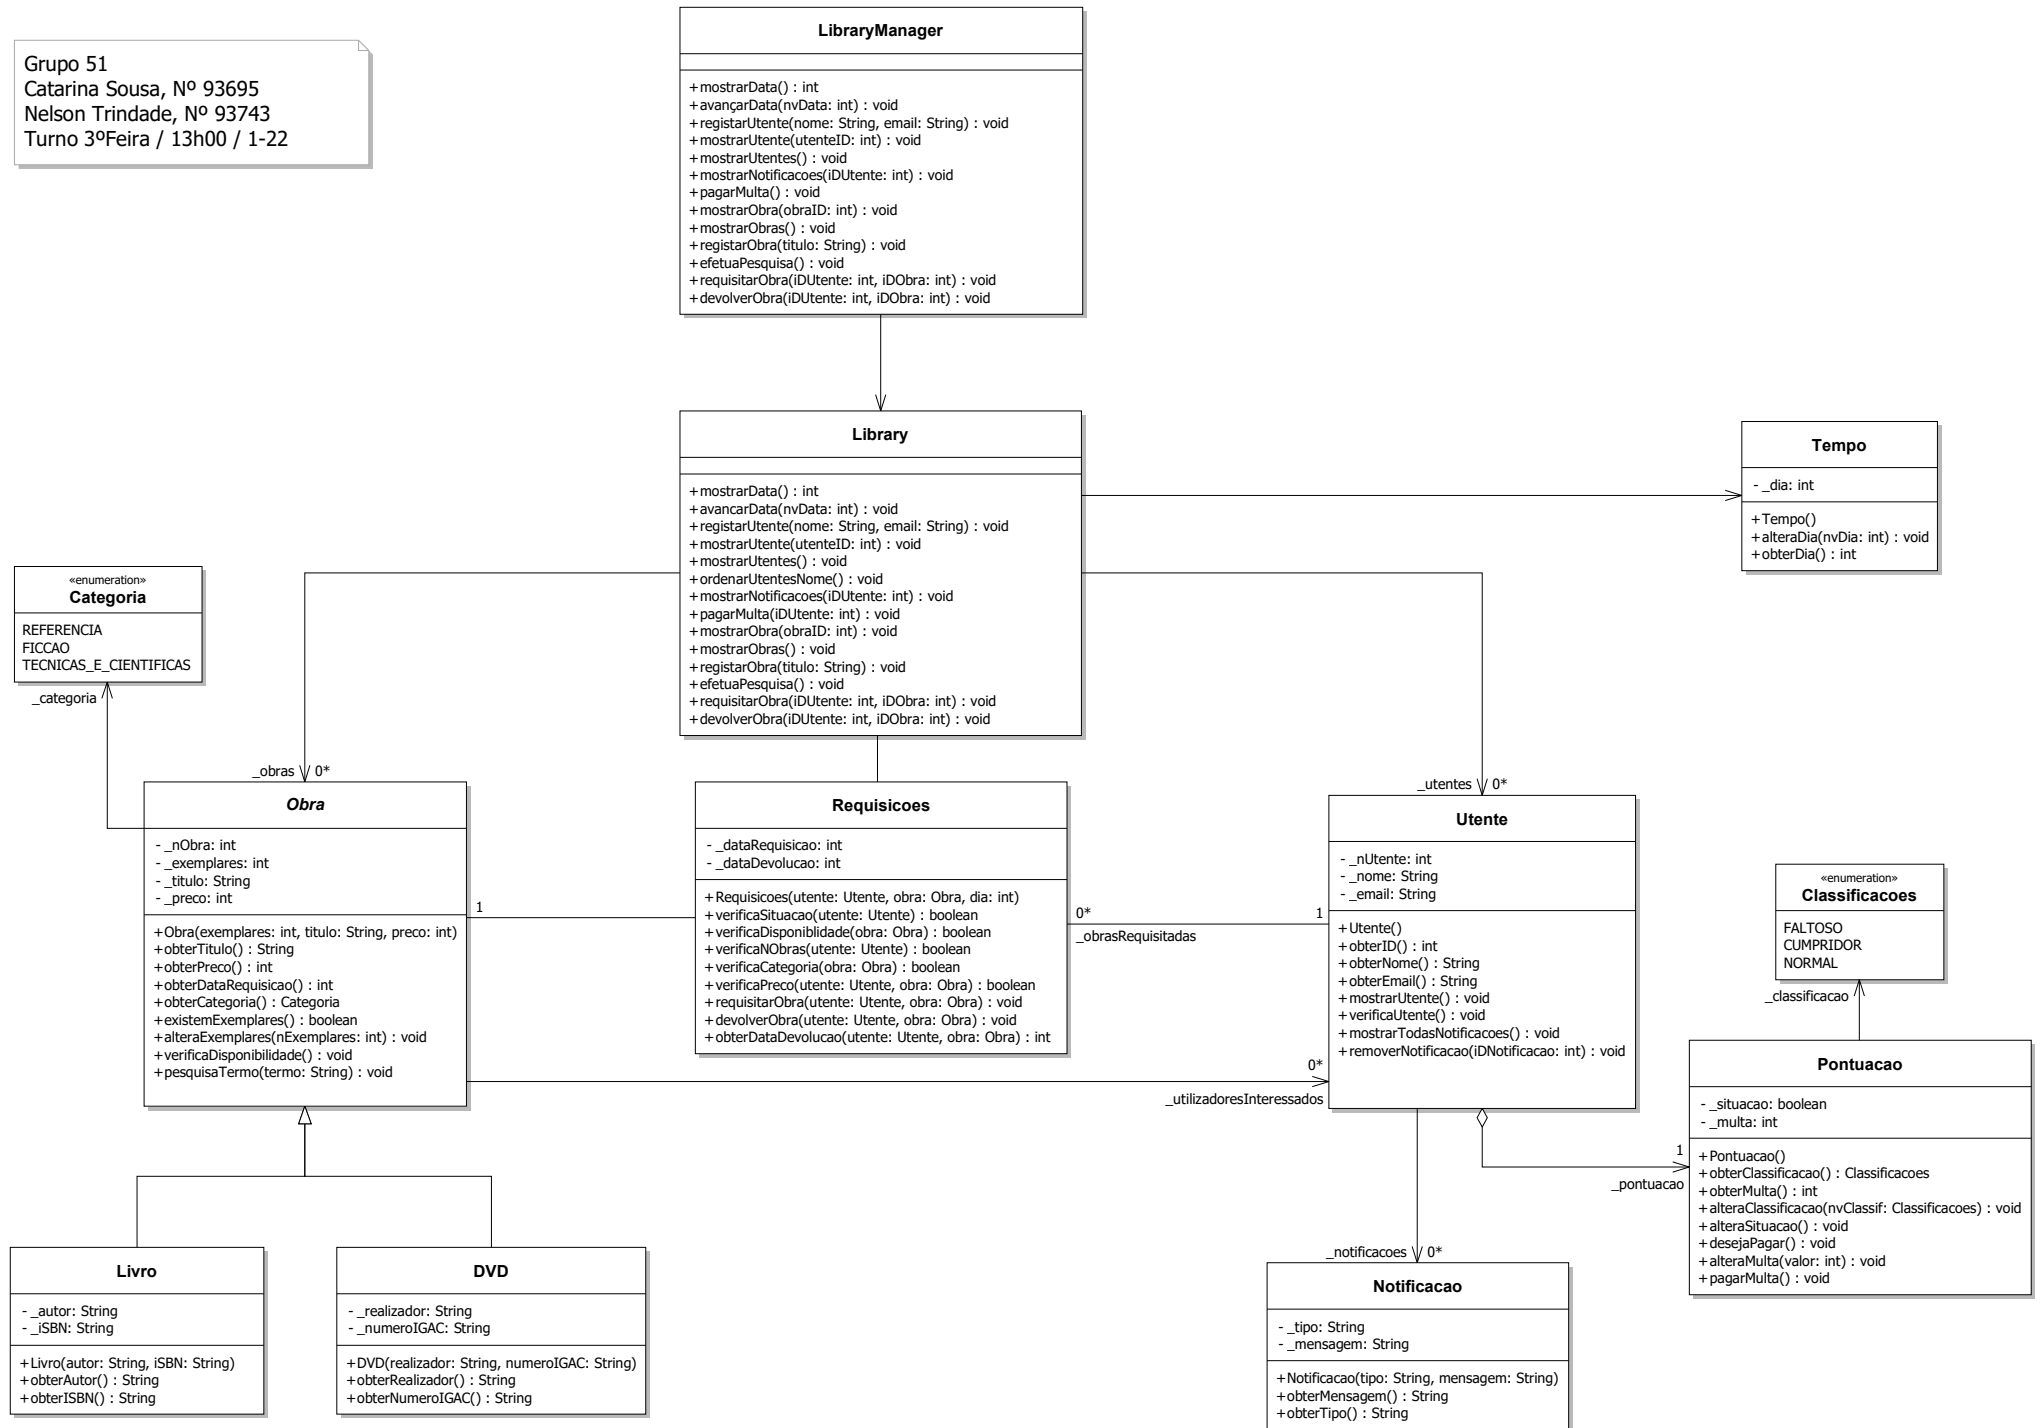 Grupo 51
Catarina Sousa, Nº 93695
Nelson Trindade, Nº 93743
Turno 3ºFeira / 13h00 / 1-22
LibraryManager
+mostrarData() : int
+avançarData(nvData: int) : void
+registarUtente(nome: String, email: String) : void
+mostrarUtente(utenteID: int) : void
+mostrarUtentes() : void
+mostrarNotificacoes(iDUtente: int) : void
+pagarMulta() : void
+mostrarObra(obraID: int) : void
+mostrarObras() : void
+registarObra(titulo: String) : void
+efetuaPesquisa() : void
+requisitarObra(iDUtente: int, iDObra: int) : void
+devolverObra(iDUtente: int, iDObra: int) : void
Library
+mostrarData() : int
+avancarData(nvData: int) : void
+registarUtente(nome: String, email: String) : void
+mostrarUtente(utenteID: int) : void
+mostrarUtentes() : void
+ordenarUtentesNome() : void
+mostrarNotificacoes(iDUtente: int) : void
+pagarMulta(iDUtente: int) : void
+mostrarObra(obraID: int) : void
+mostrarObras() : void
+registarObra(titulo: String) : void
+efetuaPesquisa() : void
+requisitarObra(iDUtente: int, iDObra: int) : void
+devolverObra(iDUtente: int, iDObra: int) : void
Tempo
- _dia: int
+Tempo()
+alteraDia(nvDia: int) : void
+obterDia() : int
«enumeration»
Categoria
REFERENCIA
FICCAO
TECNICAS_E_CIENTIFICAS
_categoria
_obras 0*
Obra
- _nObra: int
- _exemplares: int
- _titulo: String
- _preco: int
+Obra(exemplares: int, titulo: String, preco: int)
+obterTitulo() : String
+obterPreco() : int
+obterDataRequisicao() : int
+obterCategoria() : Categoria
+existemExemplares() : boolean
+alteraExemplares(nExemplares: int) : void
+verificaDisponibilidade() : void
+pesquisaTermo(termo: String) : void
1
Requisicoes
- _dataRequisicao: int
- _dataDevolucao: int
+Requisicoes(utente: Utente, obra: Obra, dia: int)
+verificaSituacao(utente: Utente) : boolean
+verificaDisponiblidade(obra: Obra) : boolean
+verificaNObras(utente: Utente) : boolean
+verificaCategoria(obra: Obra) : boolean
+verificaPreco(utente: Utente, obra: Obra) : boolean
+requisitarObra(utente: Utente, obra: Obra) : void
+devolverObra(utente: Utente, obra: Obra) : void
+obterDataDevolucao(utente: Utente, obra: Obra) : int
0* 1
_obrasRequisitadas
_utentes 0*
Utente
- _nUtente: int
- _nome: String
- _email: String
+Utente()
+obterID() : int
+obterNome() : String
+obterEmail() : String
+mostrarUtente() : void
+verificaUtente() : void
+mostrarTodasNotificacoes() : void
+removerNotificacao(iDNotificacao: int) : void
0*
_utilizadoresInteressados
«enumeration»
Classificacoes
FALTOSO
CUMPRIDOR
NORMAL
_classificacao
Pontuacao
- _situacao: boolean
- _multa: int
+Pontuacao()
+obterClassificacao() : Classificacoes
+obterMulta() : int
+alteraClassificacao(nvClassif: Classificacoes) : void
+alteraSituacao() : void
+desejaPagar() : void
+alteraMulta(valor: int) : void
+pagarMulta() : void
1
_pontuacao
Livro
- _autor: String
- _iSBN: String
+Livro(autor: String, iSBN: String)
+obterAutor() : String
+obterISBN() : String
DVD
- _realizador: String
- _numeroIGAC: String
+DVD(realizador: String, numeroIGAC: String)
+obterRealizador() : String
+obterNumeroIGAC() : String
_notificacoes 0*
Notificacao
- _tipo: String
- _mensagem: String
+Notificacao(tipo: String, mensagem: String)
+obterMensagem() : String
+obterTipo() : String